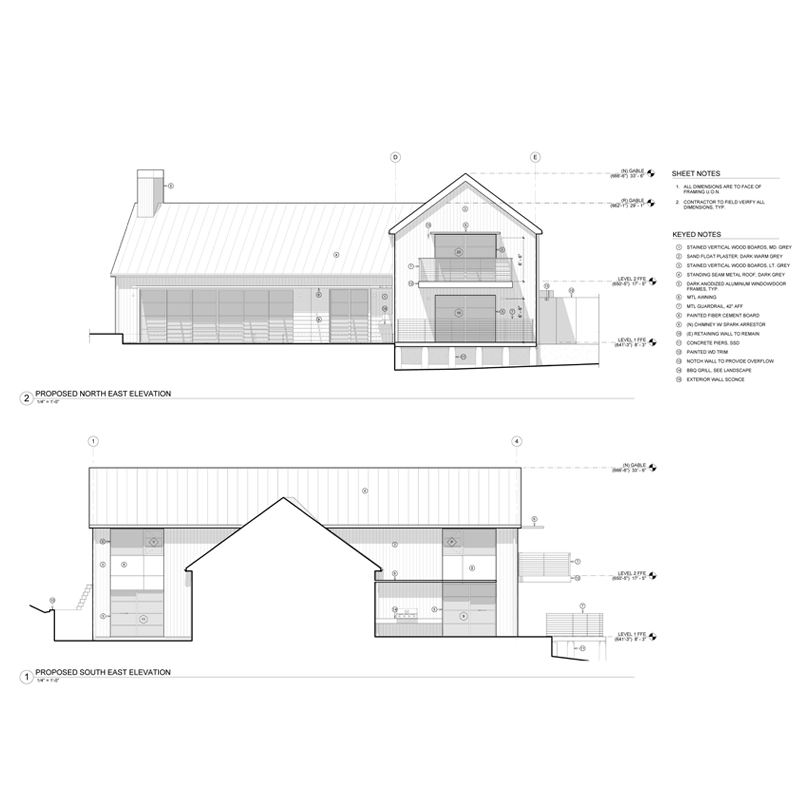 D
E
(N) GABLE
(666'-6") 33'-6"
(R) GABLE
(662'-1") 29'-1"
LEVEL 2 FFE
(650'-5") 17'-5"
LEVEL 1 FFE
(641'-3") 8'-3"
2 PROPOSED NORTH EAST ELEVATION
1/4" = 1'-0"
SHEET NOTES
1. ALL DIMENSIONS ARE TO FACE OF
FRAMING U.O.N.
2. CONTRACTOR TO FIELD VEIRFY ALL
DIMENSIONS, TYP.
KEYED NOTES
1 STAINED VERTICAL WOOD BOARDS, MD. GREY
2 SAND FLOAT PLASTER, DARK WARM GREY
3 STAINED VERTICAL WOOD BOARDS, LT. GREY
4 STANDING SEAM METAL ROOF, DARK GREY
5 DARK ANODIZED ALUMINUM WINDOW/DOOR
FRAMES, TYP
6 MTL AWNING
7 MTL GUARDRAIL, 42" AFF
8 PAINTED FIBER CEMENT BOARD
9 (N) CHIMNEY W/ SPARK ARRESTOR
10 (E) RETAINING WALL TO REMAIN
11 CONCRETE PIERS, SSD
12 PAINTED WD TRIM
13 NOTCH WALL TO PROVIDE OVERFLOW
14 BBQ GRILL, SEE LANDSCAPE
15 EXTERIOR WALL SCONCE
1
4
(N) GABLE
(666'-6") 33'-6"
LEVEL 2 FFE
(650'-5") 17'-5"
LEVEL 1 FFE
(641'-3") 8'-3"
1 PROPOSED SOUTH EAST ELEVATION
1/4" = 1'-0"